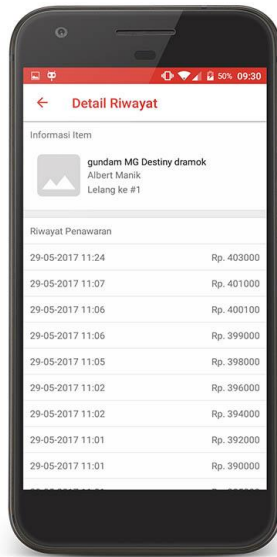 50% 09:30
Detail Riwayat
Informasi Item
gundam MG Destiny dramok
Albert Manik
Lelang ke #1
Riwayat Penawaran
29-05-2017 11:24 Rp. 403000
29-05-2017 11:07 Rp. 401000
29-05-2017 11:06 Rp. 400100
29-05-2017 11:06 Rp. 399000
29-05-2017 11:05 Rp. 398000
29-05-2017 11:02 Rp. 396000
29-05-2017 11:02 Rp. 394000
29-05-2017 11:01 Rp. 392000
29-05-2017 11:01 Rp. 390000